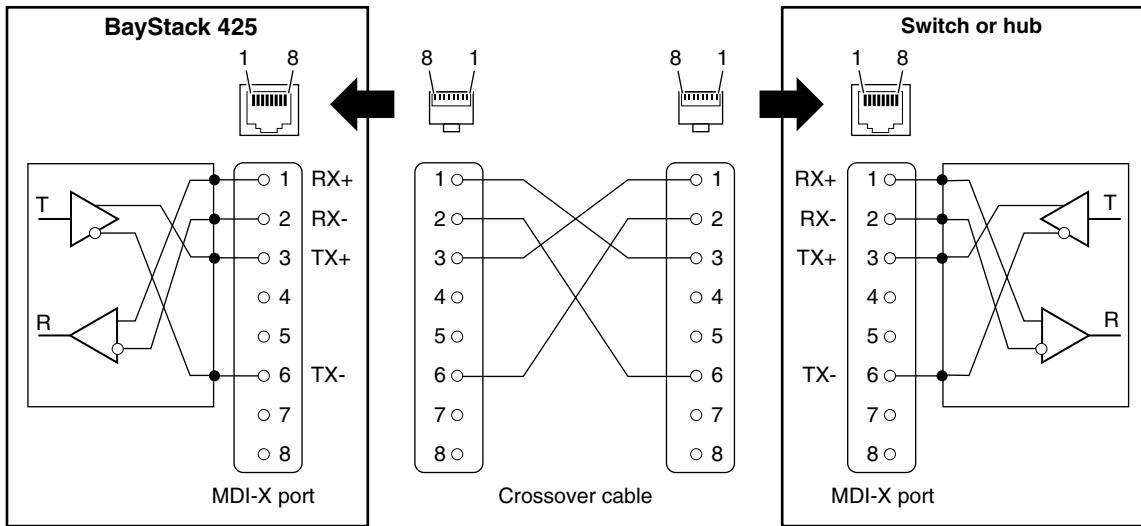 BayStack 425
Switch or hub
1 8
8 1
8 1
1 8
T
R
1 RX+
2 RX-
3 TX+
4
5
6 TX-
7
8
1
2
3
4
5
6
7
8
1
2
3
4
5
6
7
8
RX+ 1
RX- 2
TX+ 3
4
5
TX- 6
7
8
T
R
MDI-X port
Crossover cable
MDI-X port